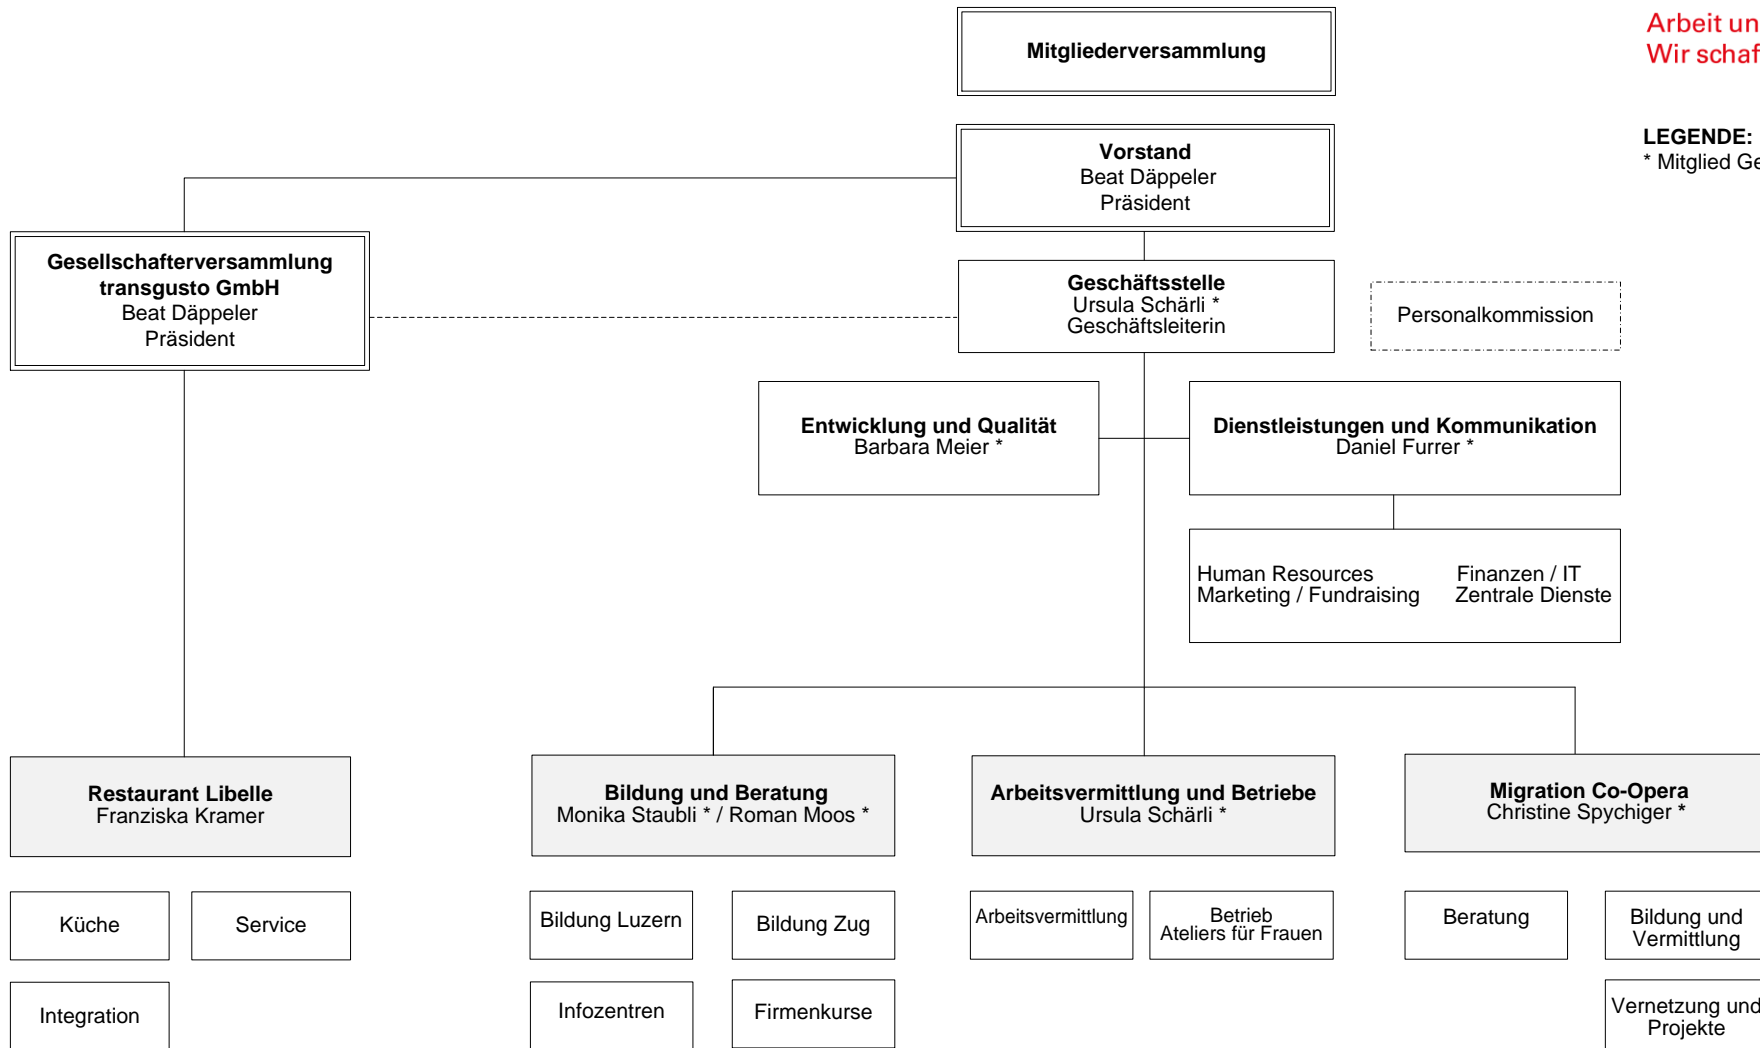 Mitgliederversammlung
Arbeit
Wir
LEGENDE:
* Mitglied
Vorstand
Beat Däppeler
Präsident
Gesellschafterversammlung
transgusto GmbH
Beat Däppeler
Präsident
Geschäftsstelle
Ursula Schärli *
Geschäftsleiterin
Personalkommission
Entwicklung und Qualität
Barbara Meier *
Dienstleistungen und Kommunikation
Daniel Furrer *
Human Resources
Marketing / Fundraising
Finanzen / IT
Zentrale Dienste
Restaurant Libelle
Franziska Kramer
Bildung und Beratung
Monika Staubli * / Roman Moos *
Arbeitsvermittlung und Betriebe
Ursula Schärli *
Migration Co-Opera
Christine Spychiger *
Küche
Service
Integration
Bildung Luzern
Bildung Zug
Infozentren
Firmenkurse
Arbeitsvermittlung
Betrieb
Ateliers für Frauen
Beratung
Bildung und
Vermittlung
Vernetzung und
Projekte